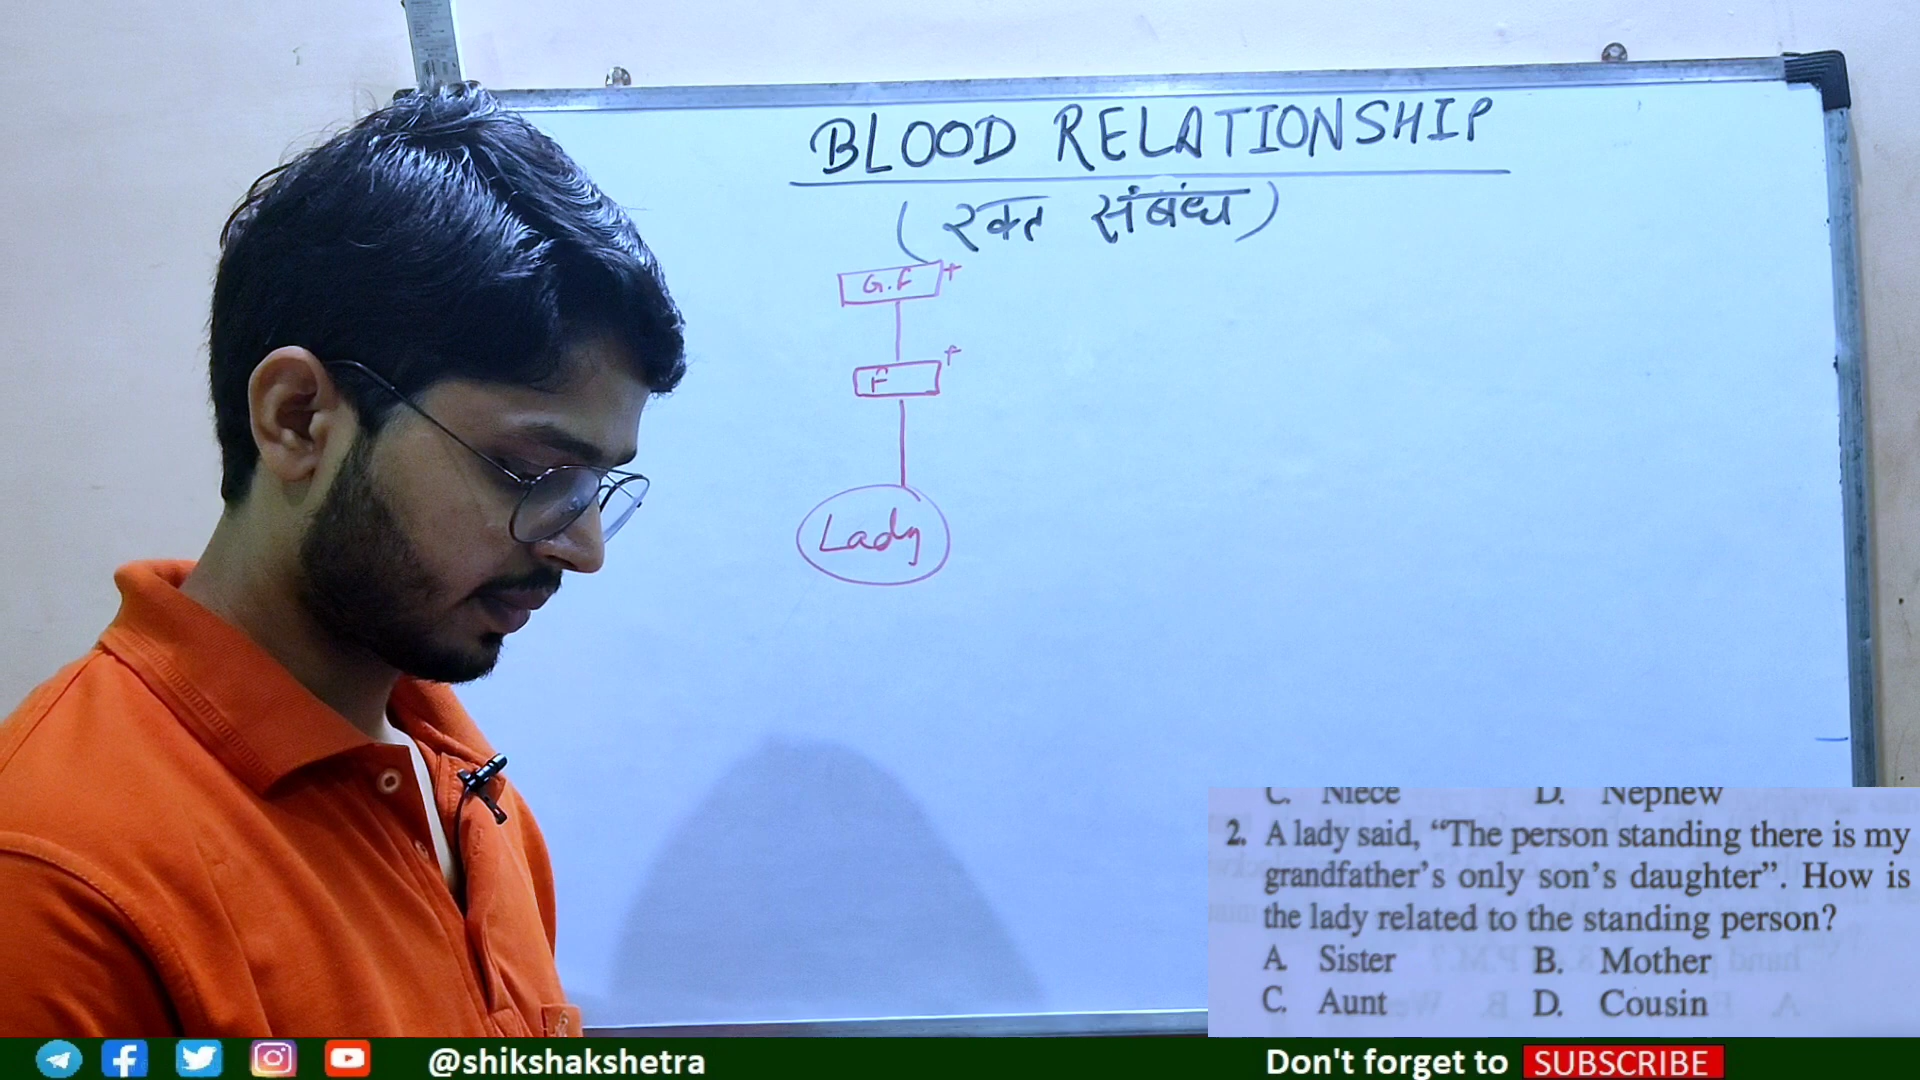 BLOOD RELATIONSHIP
(रक्त संबंध)
G.F +
F +
Lady
C. Niece D. Nephew
2. A lady said, “The person standing there is my
grandfather’s only son’s daughter”. How is
the lady related to the standing person?
A. Sister B. Mother
C. Aunt D. Cousin
@shikshakshetra
Don't forget to SUBSCRIBE